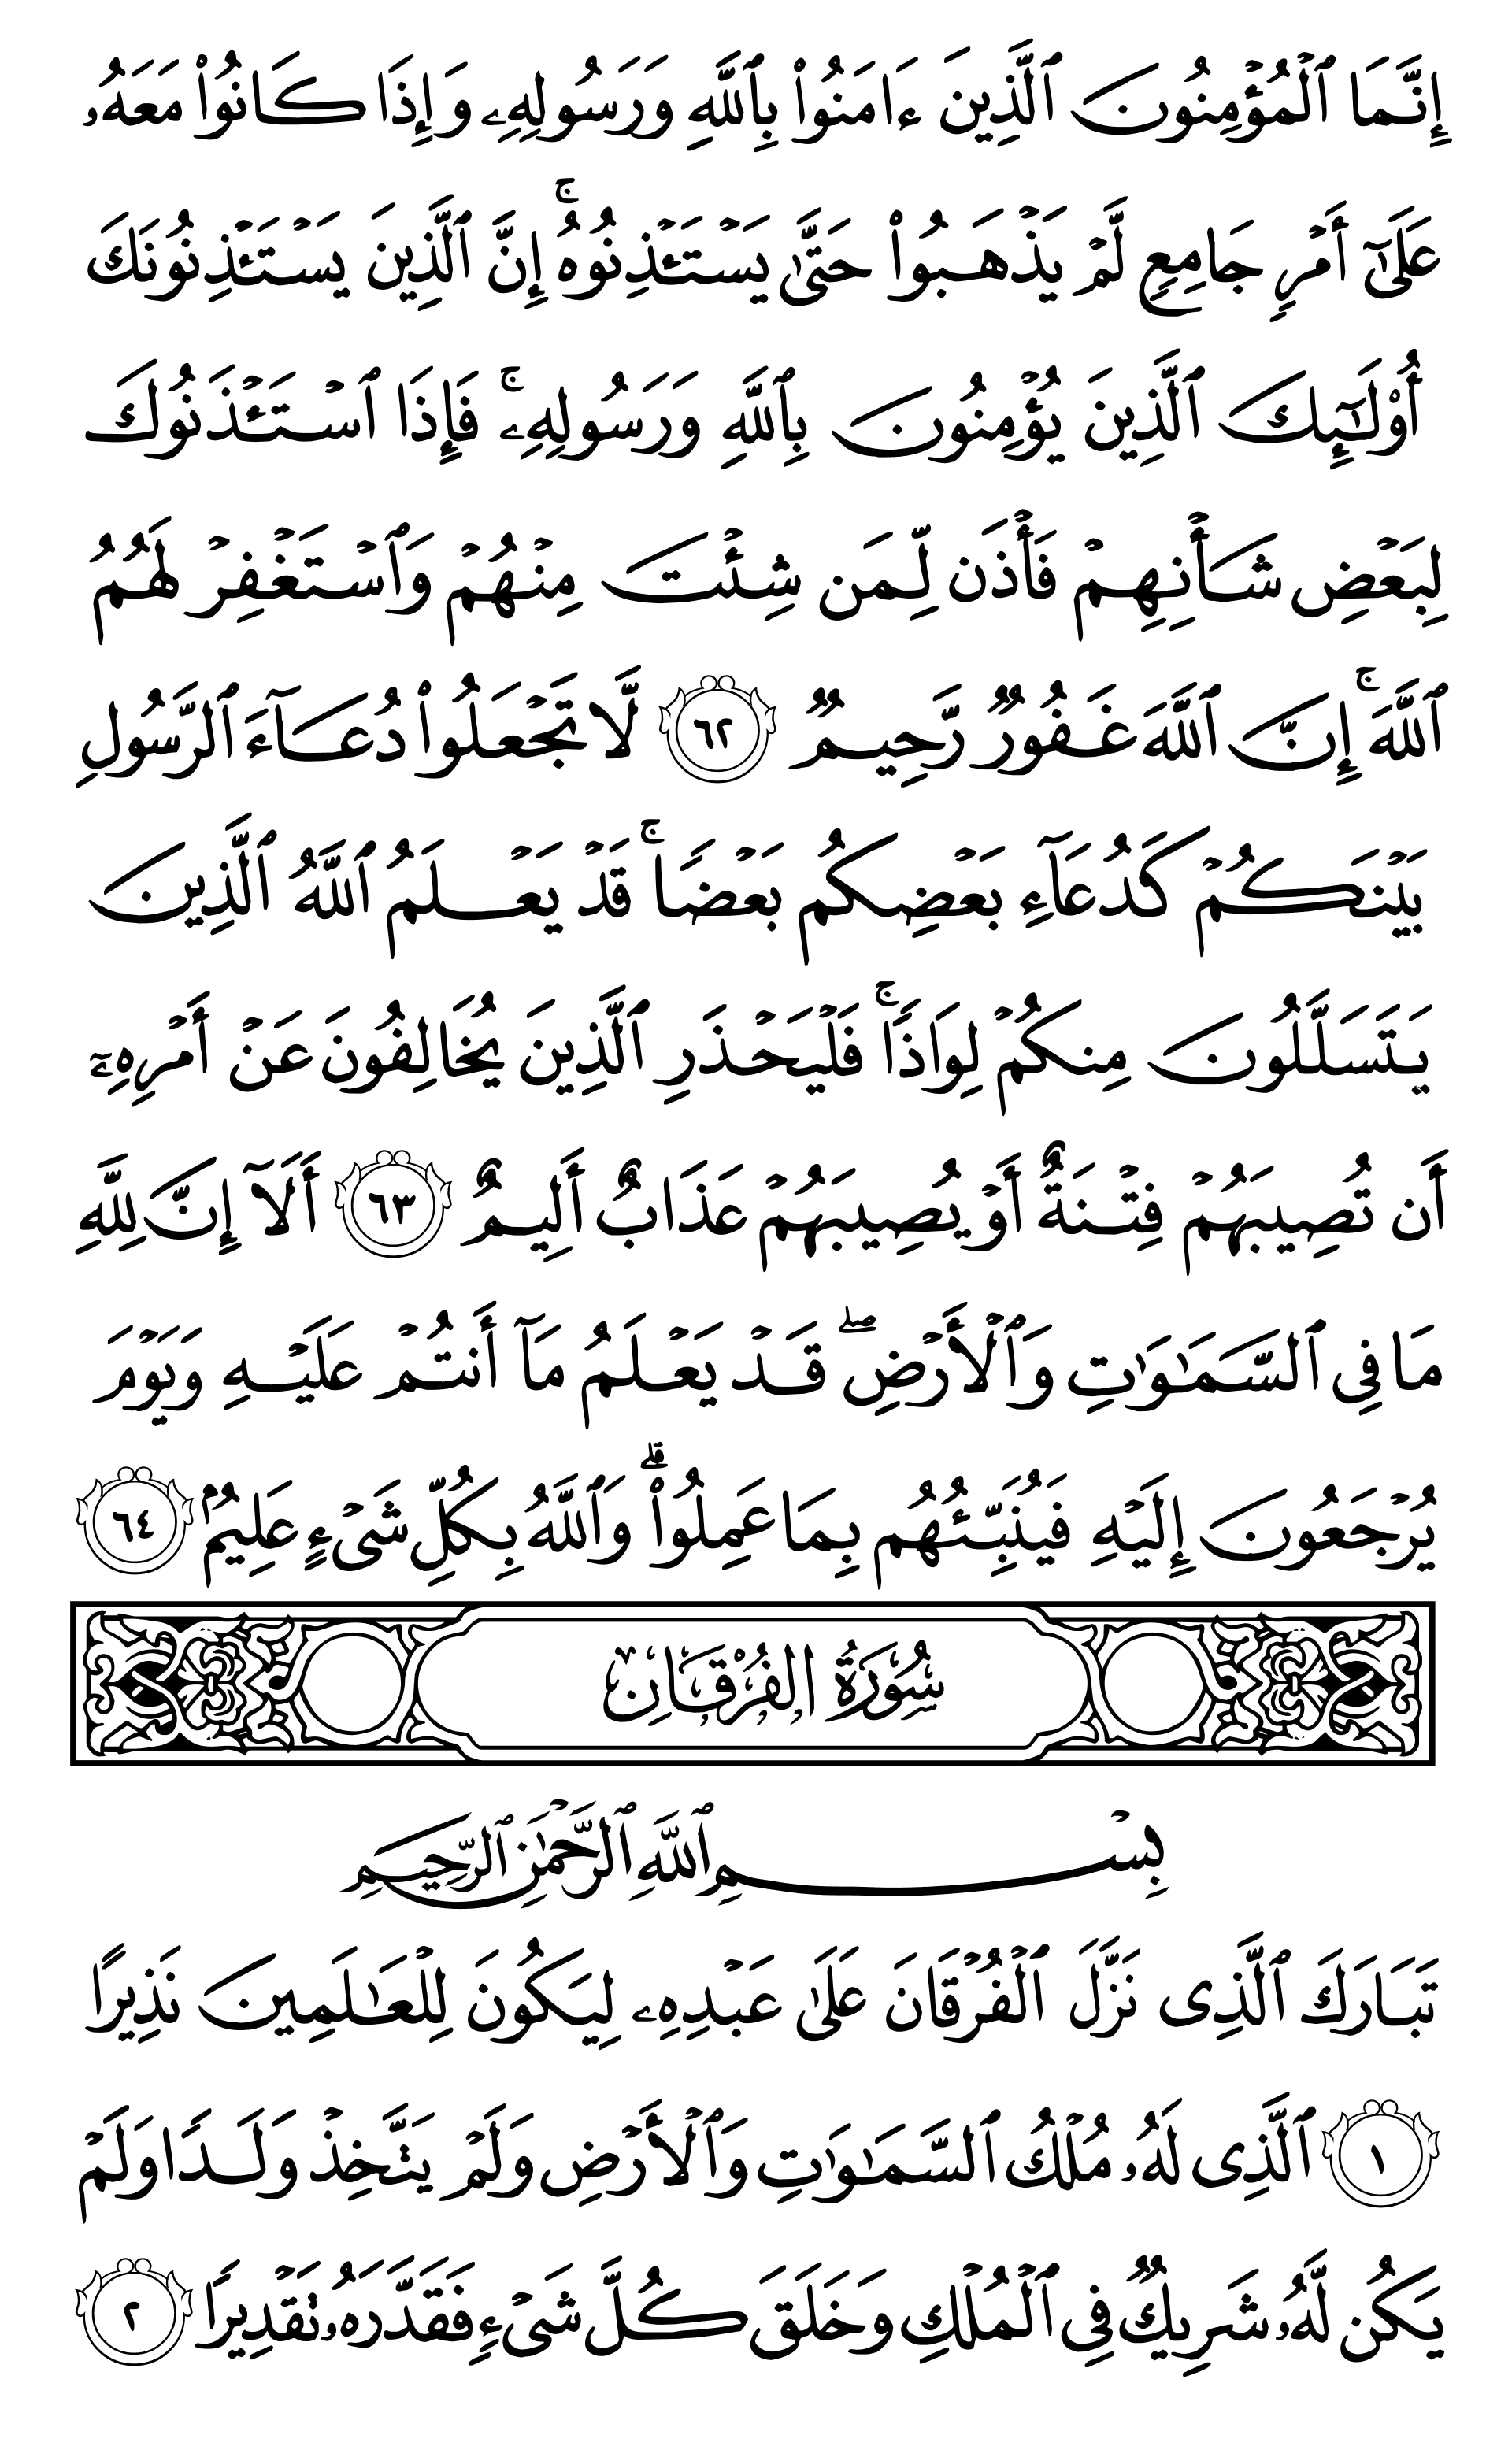 إِنَّمَا ٱلْمُؤْمِنُونَ ٱلَّذِينَ ءَامَنُوا۟ بِٱللَّهِ وَرَسُولِهِۦ وَإِذَا كَانُوا۟ مَعَهُۥ
عَلَىٰٓ أَمْرٍ جَامِعٍ لَّمْ يَذْهَبُوا۟ حَتَّىٰ يَسْتَـْٔذِنُوهُ ۚ إِنَّ ٱلَّذِينَ يَسْتَـْٔذِنُونَكَ
أُو۟لَـٰٓئِكَ ٱلَّذِينَ يُؤْمِنُونَ بِٱللَّهِ وَرَسُولِهِۦ ۚ فَإِذَا ٱسْتَـْٔذَنُوكَ
لِبَعْضِ شَأْنِهِمْ فَأْذَن لِّمَن شِئْتَ مِنْهُمْ وَٱسْتَغْفِرْ لَهُمُ
ٱللَّهَ ۚ إِنَّ ٱللَّهَ غَفُورٌ رَّحِيمٌ ٦٢ لَّا تَجْعَلُوا۟ دُعَآءَ ٱلرَّسُولِ
بَيْنَكُمْ كَدُعَآءِ بَعْضِكُم بَعْضًا ۚ قَدْ يَعْلَمُ ٱللَّهُ ٱلَّذِينَ
يَتَسَلَّلُونَ مِنكُمْ لِوَاذًا ۚ فَلْيَحْذَرِ ٱلَّذِينَ يُخَالِفُونَ عَنْ أَمْرِهِۦٓ
أَن تُصِيبَهُمْ فِتْنَةٌ أَوْ يُصِيبَهُمْ عَذَابٌ أَلِيمٌ ٦٣ أَلَآ إِنَّ لِلَّهِ
مَا فِى ٱلسَّمَـٰوَٰتِ وَٱلْأَرْضِ ۖ قَدْ يَعْلَمُ مَآ أَنتُمْ عَلَيْهِ وَيَوْمَ
يُرْجَعُونَ إِلَيْهِ فَيُنَبِّئُهُم بِمَا عَمِلُوا۟ ۗ وَٱللَّهُ بِكُلِّ شَىْءٍ عَلِيمٌۢ ٦٤
سُورَةُ الفُرْقَانِ
بِسْمِ ٱللَّهِ ٱلرَّحْمَـٰنِ ٱلرَّحِيمِ
تَبَارَكَ ٱلَّذِى نَزَّلَ ٱلْفُرْقَانَ عَلَىٰ عَبْدِهِۦ لِيَكُونَ لِلْعَـٰلَمِينَ نَذِيرًا
١ ٱلَّذِى لَهُۥ مُلْكُ ٱلسَّمَـٰوَٰتِ وَٱلْأَرْضِ وَلَمْ يَتَّخِذْ وَلَدًا وَلَمْ
يَكُن لَّهُۥ شَرِيكٌ فِى ٱلْمُلْكِ وَخَلَقَ كُلَّ شَىْءٍ فَقَدَّرَهُۥ تَقْدِيرًا ٢